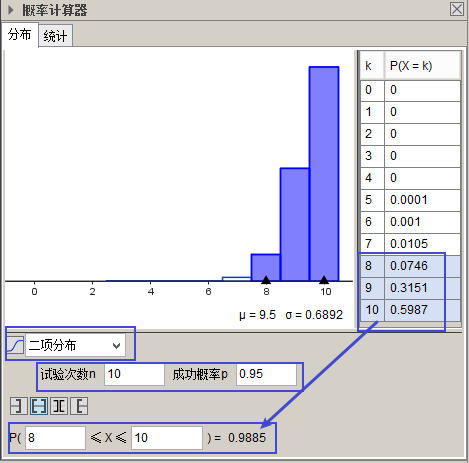 概率计算器
分布 统计
k P(X = k)
0 0
1 0
2 0
3 0
4 0
5 0.0001
6 0.001
7 0.0105
8 0.0746
9 0.3151
10 0.5987
0 2 4 6 8 10
μ = 9.5 σ = 0.6892
二项分布
试验次数n 10 成功概率p 0.95
P( 8 ≤ X ≤ 10 ) = 0.9885